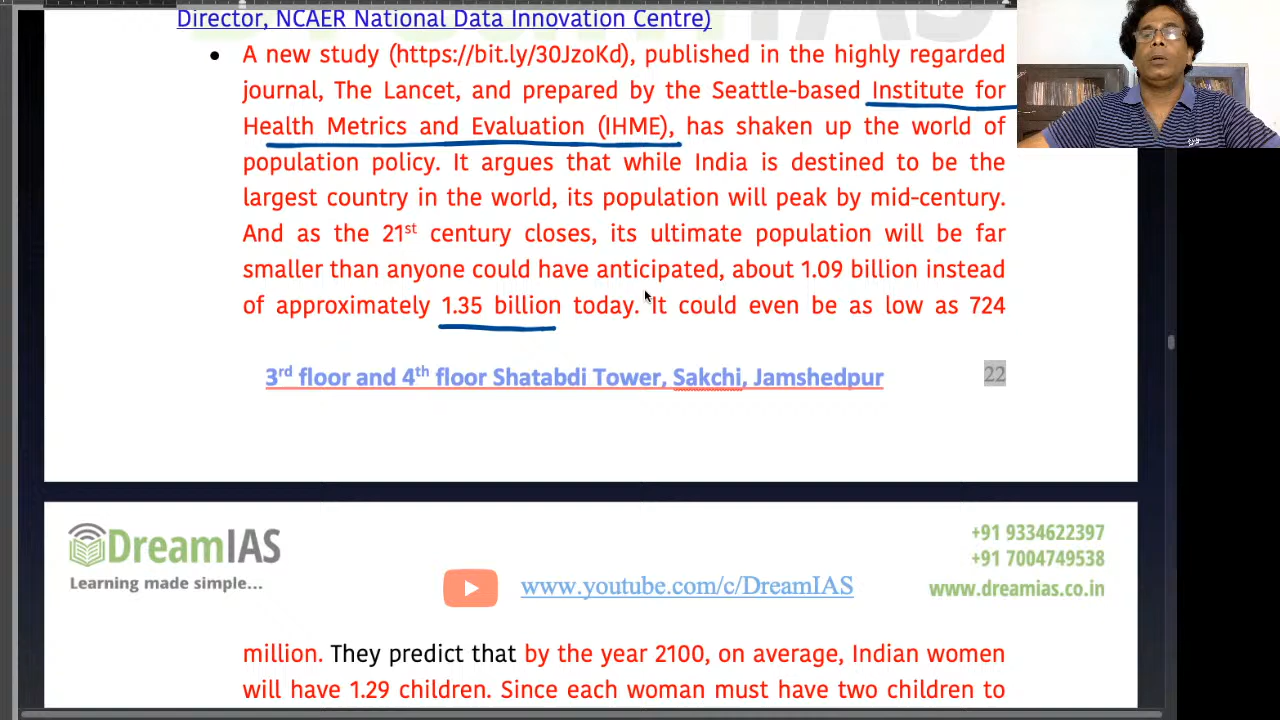 Director, NCAER National Data Innovation Centre)
• A new study (https://bit.ly/30JzoKd), published in the highly regarded
journal, The Lancet, and prepared by the Seattle-based Institute for
Health Metrics and Evaluation (IHME), has shaken up the world of
population policy. It argues that while India is destined to be the
largest country in the world, its population will peak by mid-century.
And as the 21st century closes, its ultimate population will be far
smaller than anyone could have anticipated, about 1.09 billion instead
of approximately 1.35 billion today. It could even be as low as 724
3rd floor and 4th floor Shatabdi Tower, Sakchi, Jamshedpur
22
DreamIAS
Learning made simple...
www.youtube.com/c/DreamIAS
+91 9334622397
+91 7004749538
www.dreamias.co.in
million. They predict that by the year 2100, on average, Indian women
will have 1.29 children. Since each woman must have two children to